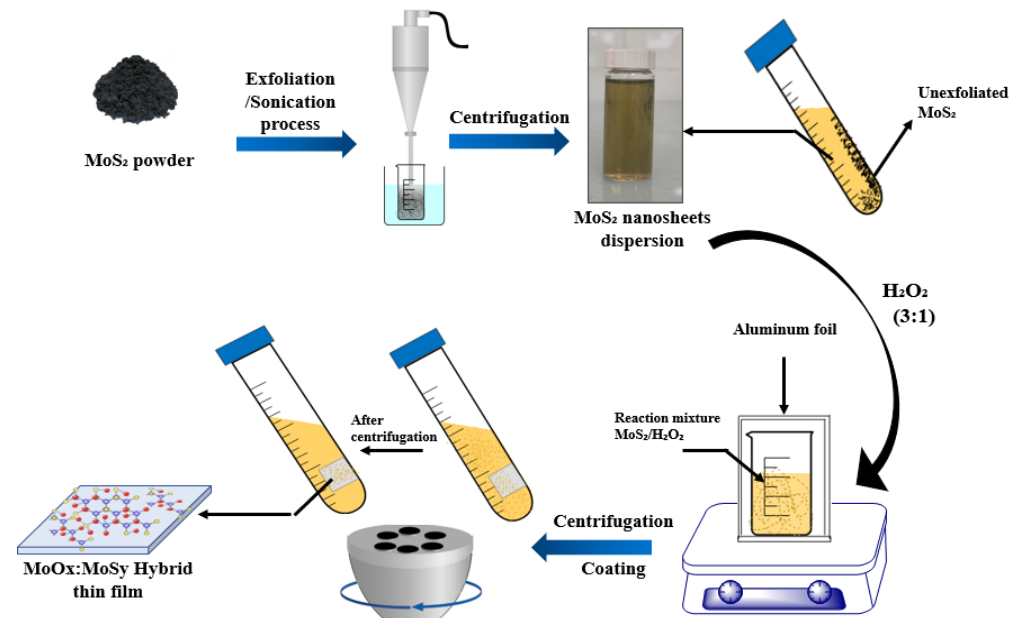 Exfoliation
/Sonication
process
MoS₂ powder
Centrifugation
MoS₂ nanosheets
dispersion
Unexfoliated
MoS₂
H₂O₂
(3:1)
Aluminum foil
Reaction mixture
MoS₂/H₂O₂
After
centrifugation
Centrifugation
Coating
MoOx:MoSy Hybrid
thin film